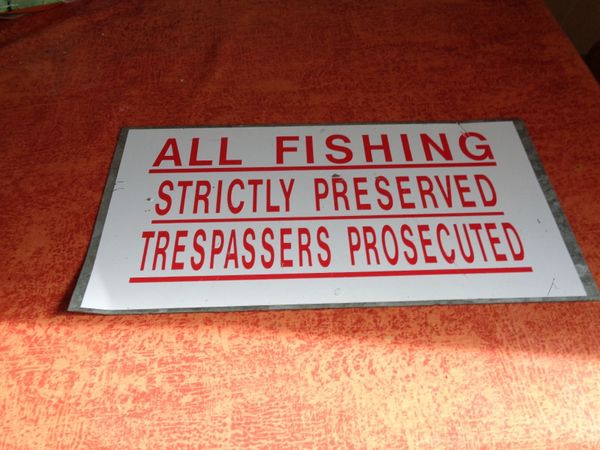 ALL FISHING
STRICTLY PRESERVED
TRESPASSERS PROSECUTED